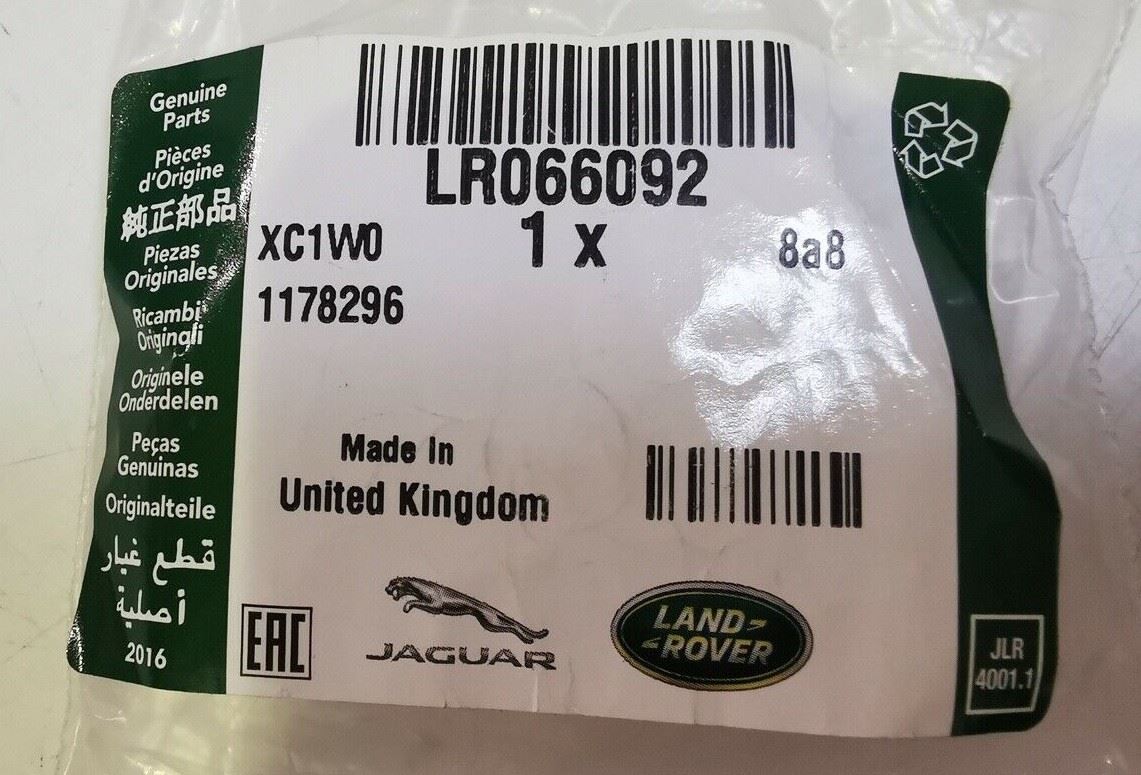 Genuine
Parts
Pièces
d'Origine
純正部品
Piezas
Originales
Ricambi
Originali
Originele
Onderdelen
Peças
Genuinas
Originalteile
قطع غيار
أصلية
2016
LR066092
XC1W0
1 x
8a8
1178296
Made In
United Kingdom
EAC
JAGUAR
LAND-
-ROVER
JLR
4001.1